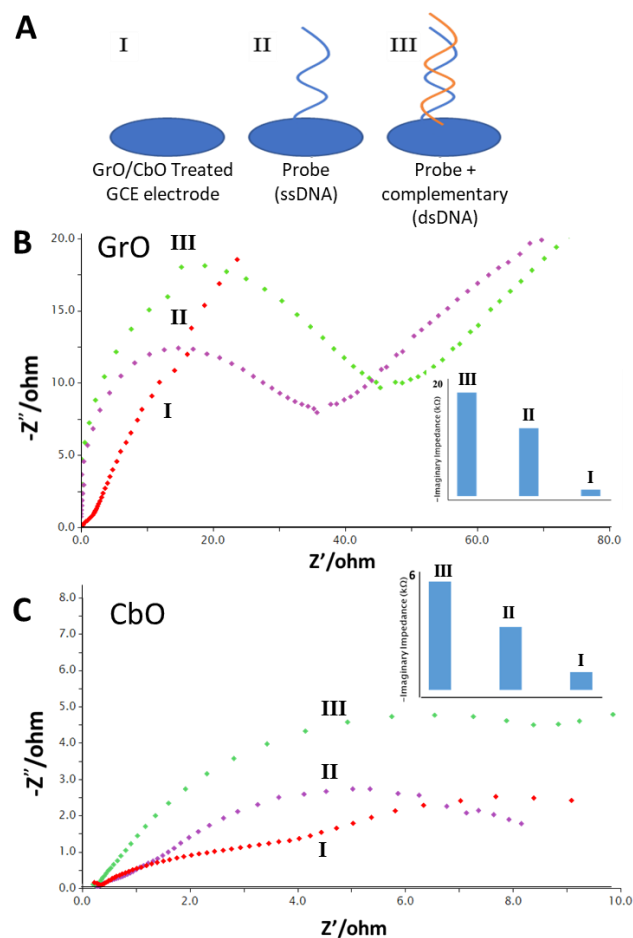 A
I
II
III
GrO/CbO Treated
GCE electrode
Probe
(ssDNA)
Probe +
complementary
(dsDNA)
B
GrO
20.0
15.0
10.0
5.0
0.0
-Z″/ohm
III
II
I
0.0
20.0
40.0
60.0
80.0
Z'/ohm
20
−Imaginary Impedance (kΩ)
III
II
I
C
CbO
8.0
7.0
6.0
5.0
4.0
3.0
2.0
1.0
0.0
-Z″/ohm
III
II
I
0.0
2.0
4.0
6.0
8.0
10.0
Z'/ohm
6
−Imaginary Impedance (kΩ)
III
II
I